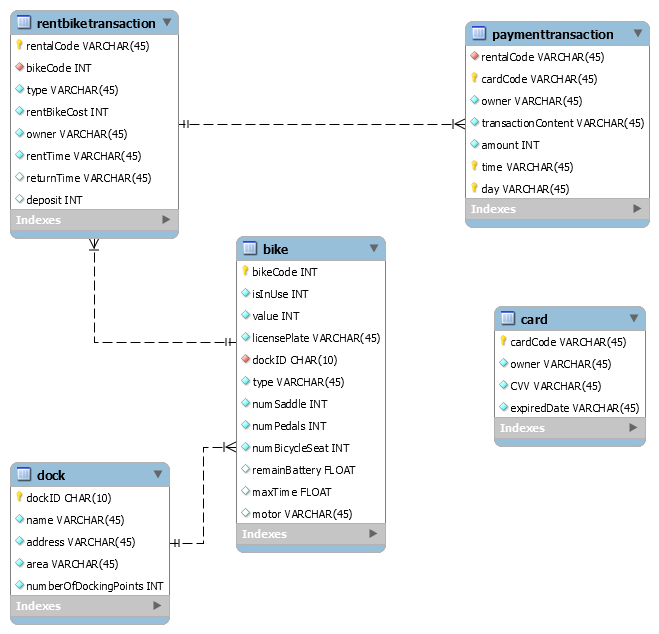 rentbiketransaction
rentalCode VARCHAR(45)
bikeCode INT
type VARCHAR(45)
rentBikeCost INT
owner VARCHAR(45)
rentTime VARCHAR(45)
returnTime VARCHAR(45)
deposit INT
Indexes
paymenttransaction
rentalCode VARCHAR(45)
cardCode VARCHAR(45)
owner VARCHAR(45)
transactionContent VARCHAR(45)
amount INT
time VARCHAR(45)
day VARCHAR(45)
Indexes
bike
bikeCode INT
isInUse INT
value INT
licensePlate VARCHAR(45)
dockID CHAR(10)
type VARCHAR(45)
numSaddle INT
numPedals INT
numBicycleSeat INT
remainBattery FLOAT
maxTime FLOAT
motor VARCHAR(45)
Indexes
card
cardCode VARCHAR(45)
owner VARCHAR(45)
CVV VARCHAR(45)
expiredDate VARCHAR(45)
Indexes
dock
dockID CHAR(10)
name VARCHAR(45)
address VARCHAR(45)
area VARCHAR(45)
numberOfDockingPoints INT
Indexes